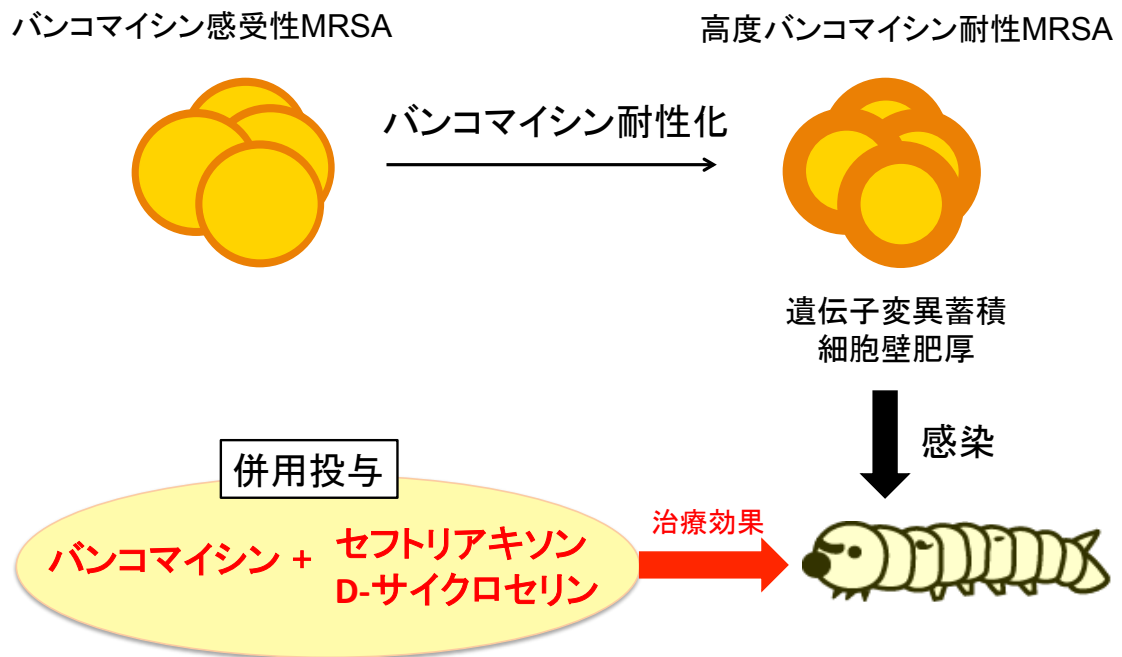 バンコマイシン感受性MRSA
高度バンコマイシン耐性MRSA
バンコマイシン耐性化
遺伝子変異蓄積
細胞壁肥厚
感染
併用投与
治療効果
バンコマイシン + セフトリアキソン
D-サイクロセリン